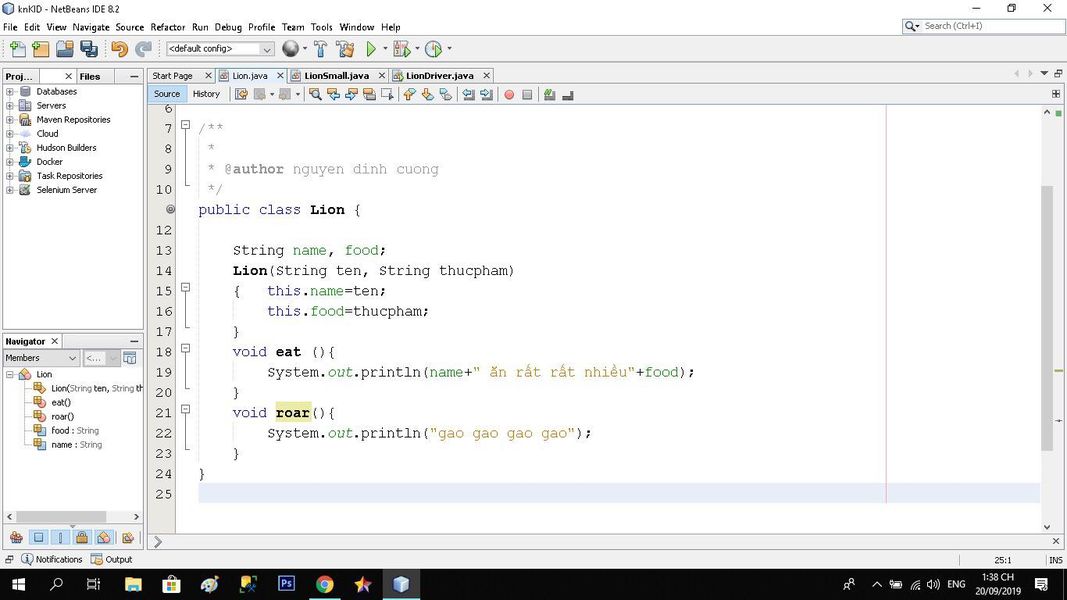 knKID - NetBeans IDE 8.2
File Edit View Navigate Source Refactor Run Debug Profile Team Tools Window Help
Search (Ctrl+I)
<default config>
Proj... Files
Start Page Lion.java LionSmall.java LionDriver.java
Source History
Databases
Servers
Maven Repositories
Cloud
Hudson Builders
Docker
Task Repositories
Selenium Server
6
7 /**
8 *
9 * @author nguyen dinh cuong
10 */
public class Lion {
12
13 String name, food;
14 Lion(String ten, String thucpham)
15 { this.name=ten;
16 this.food=thucpham;
17 }
18 void eat (){
19 System.out.println(name+" ăn rất rất nhiều"+food);
20 }
21 void roar(){
22 System.out.println("gao gao gao gao");
23 }
24 }
25
Navigator
Members <...
Lion
Lion(String ten, String th
eat()
roar()
food : String
name : String
Notifications Output
25:1 INS
Ps
ENG
1:38 CH
20/09/2019